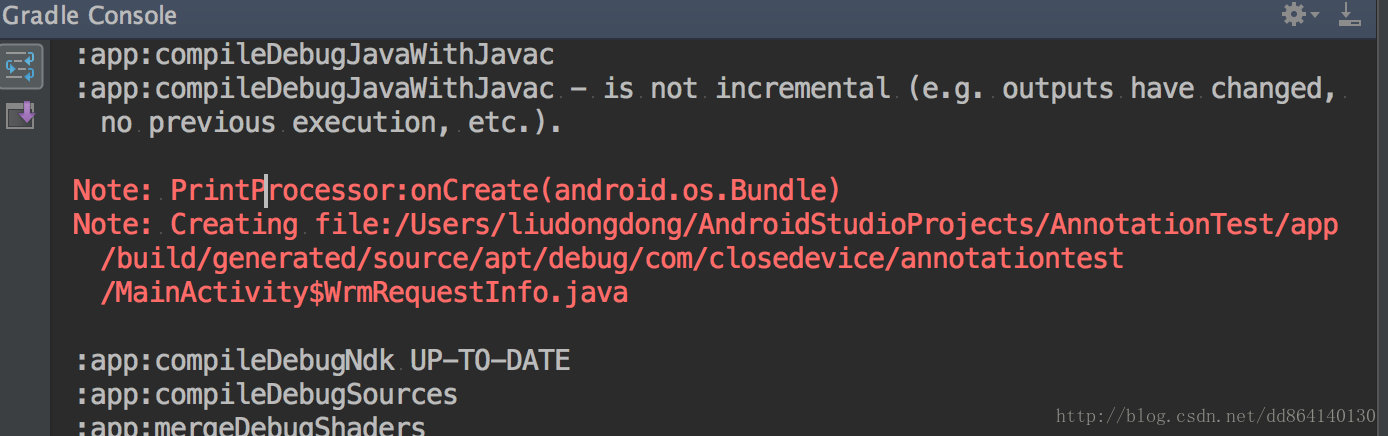 Gradle Console
:app:compileDebugJavaWithJavac
:app:compileDebugJavaWithJavac - is not incremental (e.g. outputs have changed,
no previous execution, etc.).
Note: PrintProcessor:onCreate(android.os.Bundle)
Note: Creating file:/Users/liudongdong/AndroidStudioProjects/AnnotationTest/app
/build/generated/source/apt/debug/com/closedevice/annotationtest
/MainActivity$WrmRequestInfo.java
:app:compileDebugNdk UP-TO-DATE
:app:compileDebugSources
:app:mergeDebugShaders
http://blog.csdn.net/dd864140130